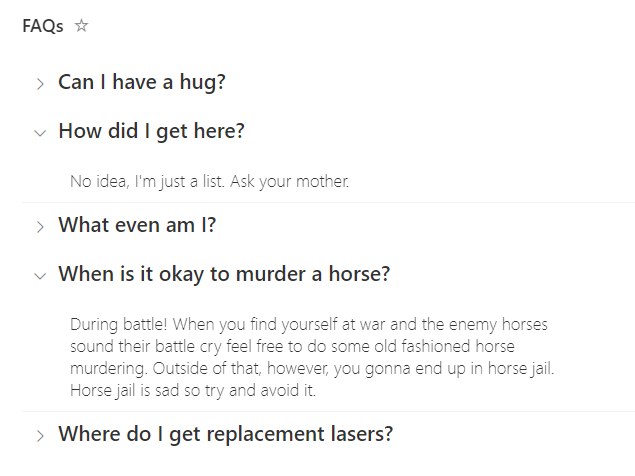 FAQs
Can I have a hug?
How did I get here?
No idea, I'm just a list. Ask your mother.
What even am I?
When is it okay to murder a horse?
During battle! When you find yourself at war and the enemy horses
sound their battle cry feel free to do some old fashioned horse
murdering. Outside of that, however, you gonna end up in horse jail.
Horse jail is sad so try and avoid it.
Where do I get replacement lasers?